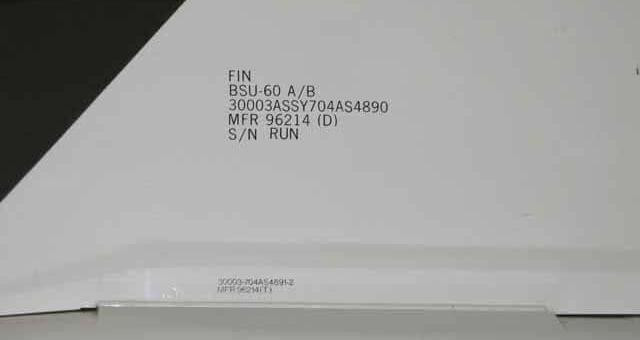 FIN
BSU-60 A/B
30003ASSY704AS4890
MFR 96214 (D)
S/N RUN
30003-704AS4891-2
MFR 96214(T)